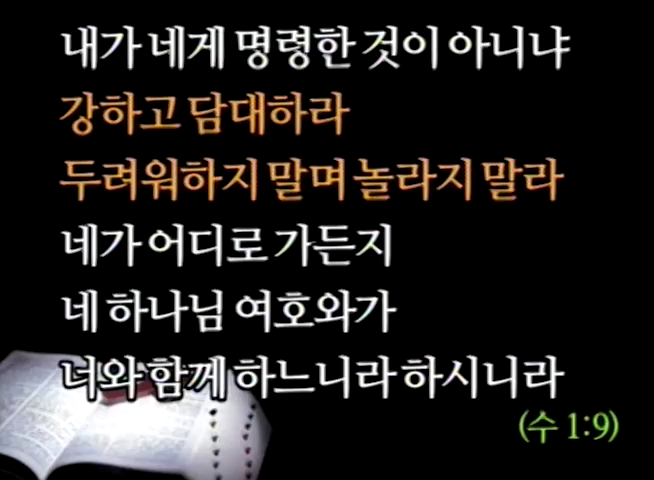 내가 네게 명령한 것이 아니냐
강하고 담대하라
두려워하지 말며 놀라지 말라
네가 어디로 가든지
네 하나님 여호와가
너와 함께 하느니라 하시니라
(수 1:9)